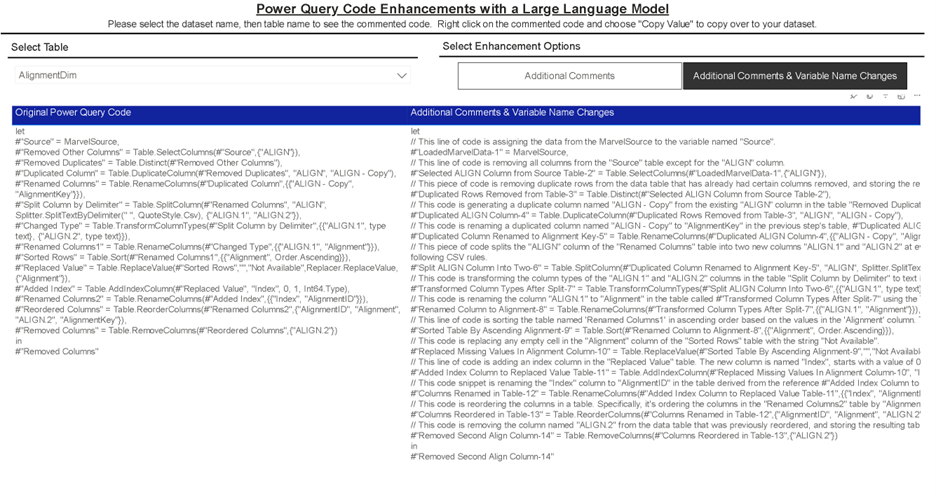 Power Query Code Enhancements with a Large Language Model
Please select the dataset name, then table name to see the commented code.  Right click on the commented code and choose "Copy Value" to copy over to your dataset.
Select Table
Select Enhancement Options
AlignmentDim
Additional Comments
Additional Comments & Variable Name Changes
Original Power Query Code
let
#"Source" = MarvelSource,
#"Removed Other Columns" = Table.SelectColumns(#"Source",{"ALIGN"}),
#"Removed Duplicates" = Table.Distinct(#"Removed Other Columns"),
#"Duplicated Column" = Table.DuplicateColumn(#"Removed Duplicates", "ALIGN", "ALIGN - Copy"),
#"Renamed Columns" = Table.RenameColumns(#"Duplicated Column",{{"ALIGN - Copy",
"AlignmentKey"}}),
#"Split Column by Delimiter" = Table.SplitColumn(#"Renamed Columns", "ALIGN",
Splitter.SplitTextByDelimiter(" ", QuoteStyle.Csv), {"ALIGN.1", "ALIGN.2"}),
#"Changed Type" = Table.TransformColumnTypes(#"Split Column by Delimiter",{{"ALIGN.1", type
text}, {"ALIGN.2", type text}}),
#"Renamed Columns1" = Table.RenameColumns(#"Changed Type",{{"ALIGN.1", "Alignment"}}),
#"Sorted Rows" = Table.Sort(#"Renamed Columns1",{{"Alignment", Order.Ascending}}),
#"Replaced Value" = Table.ReplaceValue(#"Sorted Rows","","Not Available",Replacer.ReplaceValue,
{"Alignment"}),
#"Added Index" = Table.AddIndexColumn(#"Replaced Value", "Index", 0, 1, Int64.Type),
#"Renamed Columns2" = Table.RenameColumns(#"Added Index",{{"Index", "AlignmentID"}}),
#"Reordered Columns" = Table.ReorderColumns(#"Renamed Columns2",{"AlignmentID", "Alignment",
"ALIGN.2", "AlignmentKey"}),
#"Removed Columns" = Table.RemoveColumns(#"Reordered Columns",{"ALIGN.2"})
in
#"Removed Columns"
Additional Comments & Variable Name Changes
let
// This line of code is assigning the data from the MarvelSource to the variable named "Source".
#"LoadedMarvelData-1" = MarvelSource,
// This line of code is removing all columns from the "Source" table except for the "ALIGN" column.
#"Selected ALIGN Column from Source Table-2" = Table.SelectColumns(#"LoadedMarvelData-1",{"ALIGN"}),
// This piece of code is removing duplicate rows from the data table that has already had certain columns removed, and storing the re
#"Duplicated Rows Removed from Table-3" = Table.Distinct(#"Selected ALIGN Column from Source Table-2"),
// This code is generating a duplicate column named "ALIGN - Copy" from the existing "ALIGN" column in the table "Removed Duplicat
#"Duplicated ALIGN Column-4" = Table.DuplicateColumn(#"Duplicated Rows Removed from Table-3", "ALIGN", "ALIGN - Copy"),
// This code is renaming a duplicated column named "ALIGN - Copy" to "AlignmentKey" in the previous step's table, #"Duplicated ALIG
#"Duplicated Column Renamed to Alignment Key-5" = Table.RenameColumns(#"Duplicated ALIGN Column-4",{{"ALIGN - Copy", "Align
// This piece of code splits the "ALIGN" column of the "Renamed Columns" table into two new columns "ALIGN.1" and "ALIGN.2" at e
following CSV rules.
#"Split ALIGN Column Into Two-6" = Table.SplitColumn(#"Duplicated Column Renamed to Alignment Key-5", "ALIGN", Splitter.SplitTex
// This code is transforming the column types of the "ALIGN.1" and "ALIGN.2" columns in the table "Split Column by Delimiter" to text
#"Transformed Column Types After Split-7" = Table.TransformColumnTypes(#"Split ALIGN Column Into Two-6",{{"ALIGN.1", type text}
// This code is renaming the column "ALIGN.1" to "Alignment" in the table called #"Transformed Column Types After Split-7" using the
#"Renamed Column to Alignment-8" = Table.RenameColumns(#"Transformed Column Types After Split-7",{{"ALIGN.1", "Alignment"}}),
// This line of code is sorting the table named 'Renamed Columns1' in ascending order based on the values in the 'Alignment' column.
#"Sorted Table By Ascending Alignment-9" = Table.Sort(#"Renamed Column to Alignment-8",{{"Alignment", Order.Ascending}}),
// This code is replacing any empty cell in the "Alignment" column of the "Sorted Rows" table with the string "Not Available".
#"Replaced Missing Values In Alignment Column-10" = Table.ReplaceValue(#"Sorted Table By Ascending Alignment-9","","Not Availabl
// This line of code is adding an index column in the "Replaced Value" table. The new column is named "Index", starts with a value of 0
#"Added Index Column to Replaced Value Table-11" = Table.AddIndexColumn(#"Replaced Missing Values In Alignment Column-10", "I
// This code snippet is renaming the "Index" column to "AlignmentID" in the table derived from the reference #"Added Index Column to
#"Columns Renamed in Table-12" = Table.RenameColumns(#"Added Index Column to Replaced Value Table-11",{{"Index", "Alignmen
// This code is reordering the columns in a table. Specifically, it's ordering the columns in the "Renamed Columns2" table by "Alignmen
#"Columns Reordered in Table-13" = Table.ReorderColumns(#"Columns Renamed in Table-12",{"AlignmentID", "Alignment", "ALIGN.2"
// This code is removing the column named "ALIGN.2" from the data table that was previously reordered, and storing the resulting tab
#"Removed Second Align Column-14" = Table.RemoveColumns(#"Columns Reordered in Table-13",{"ALIGN.2"})
in
#"Removed Second Align Column-14"